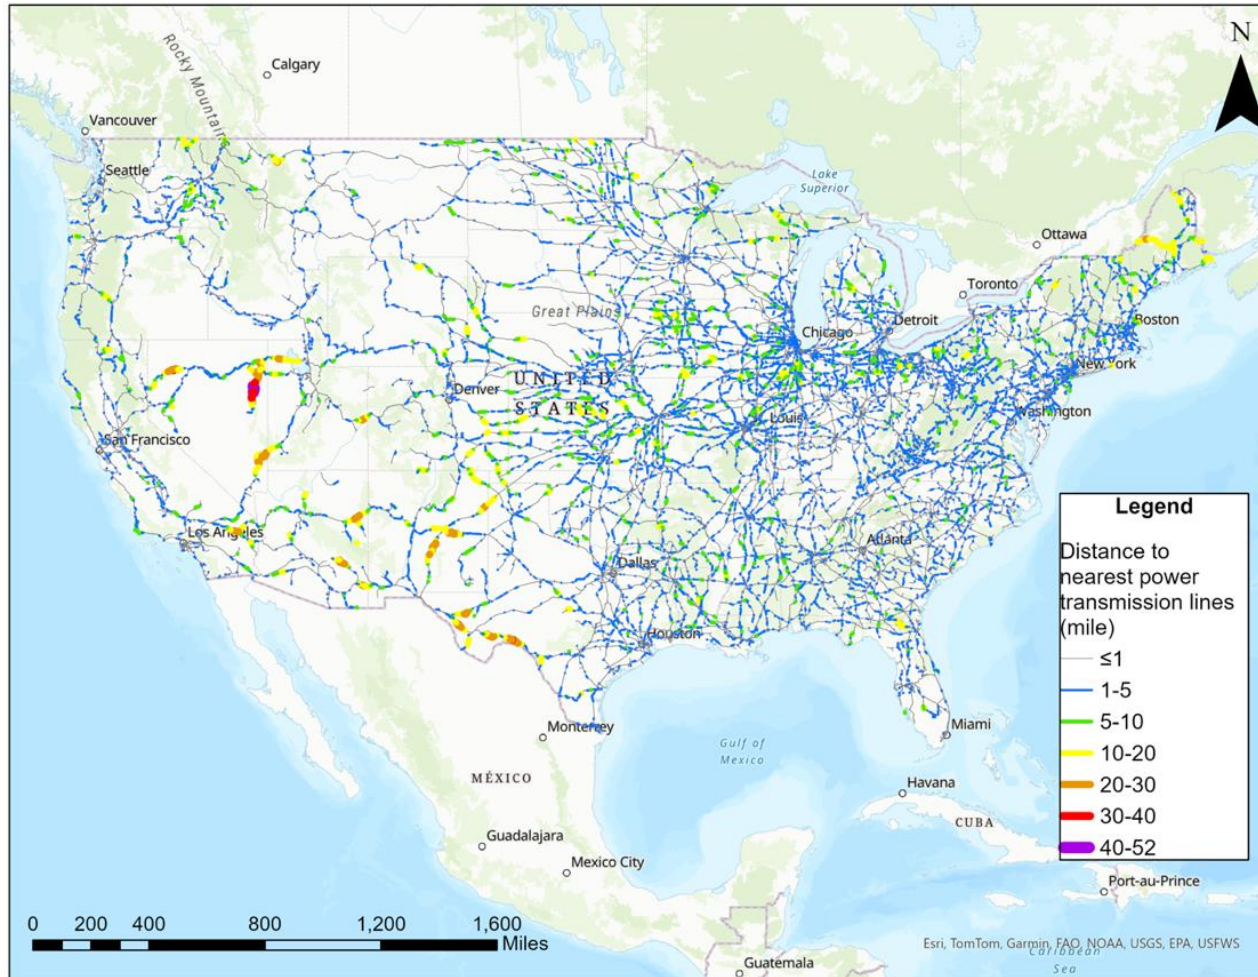 N
Rocky Mountain
Calgary
Vancouver
Seattle
Lake
Superior
Ottawa
Toronto
Great Plains
Chicago
Detroit
Boston
New York
Denver
UNITED
STATES
Washington
Louis
San Francisco
Los Angeles
Atlanta
Dallas
Houston
Miami
Monterrey
Gulf of
Mexico
MÉXICO
Havana
CUBA
Guadalajara
Mexico City
Port-au-Prince
Guatemala
Caribbean
Sea
Legend
Distance to
nearest power
transmission lines
(mile)
≤1
1-5
5-10
10-20
20-30
30-40
40-52
0 200 400 800 1,200 1,600
Miles
Esri, TomTom, Garmin, FAO, NOAA, USGS, EPA, USFWS